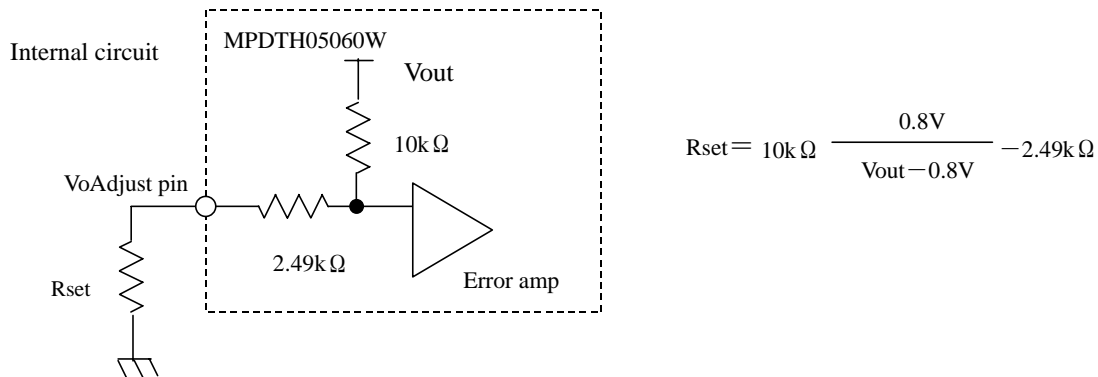 Internal circuit
MPDTH05060W
Vout
10kΩ
VoAdjust pin
2.49kΩ
Rset
Error amp
Rset＝ 10kΩ 0.8V / Vout－0.8V －2.49kΩ